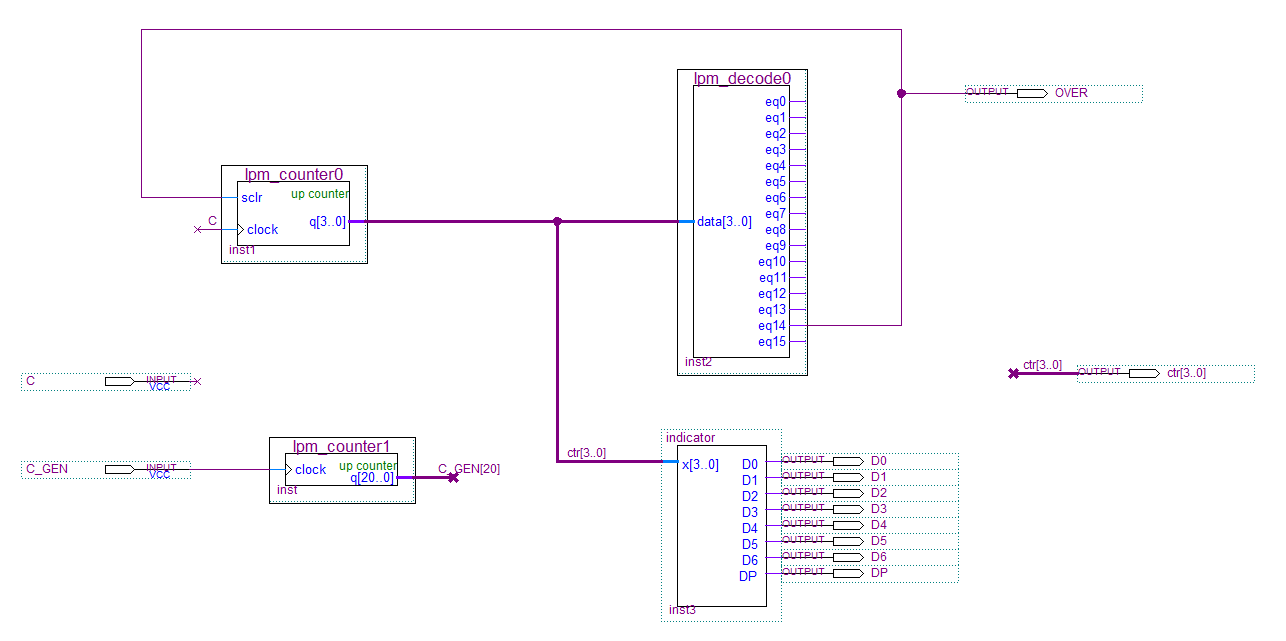 lpm_decode0
eq0
OUTPUT OVER
eq1
eq2
eq3
eq4
lpm_counter0
eq5
sclr up counter
eq6
eq7
C
q[3..0] data[3..0]
clock
eq8
inst1
eq9
eq10
eq11
eq12
eq13
eq14
eq15
inst2
ctr[3..0]
OUTPUT ctr[3..0]
C INPUT
VCC
indicator
lpm_counter1
ctr[3..0]
x[3..0] D0 OUTPUT D0
C_GEN INPUT
VCC
clock up counter
C_GEN[20]
q[20..0]
D1 OUTPUT D1
inst
D2 OUTPUT D2
D3 OUTPUT D3
D4 OUTPUT D4
D5 OUTPUT D5
D6 OUTPUT D6
DP OUTPUT DP
inst3